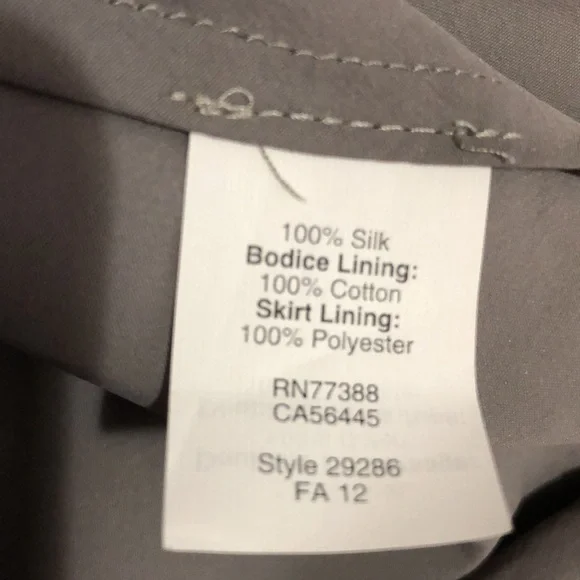 100% Silk
Bodice Lining:
100% Cotton
Skirt Lining:
100% Polyester
RN77388
CA56445
Style 29286
FA 12